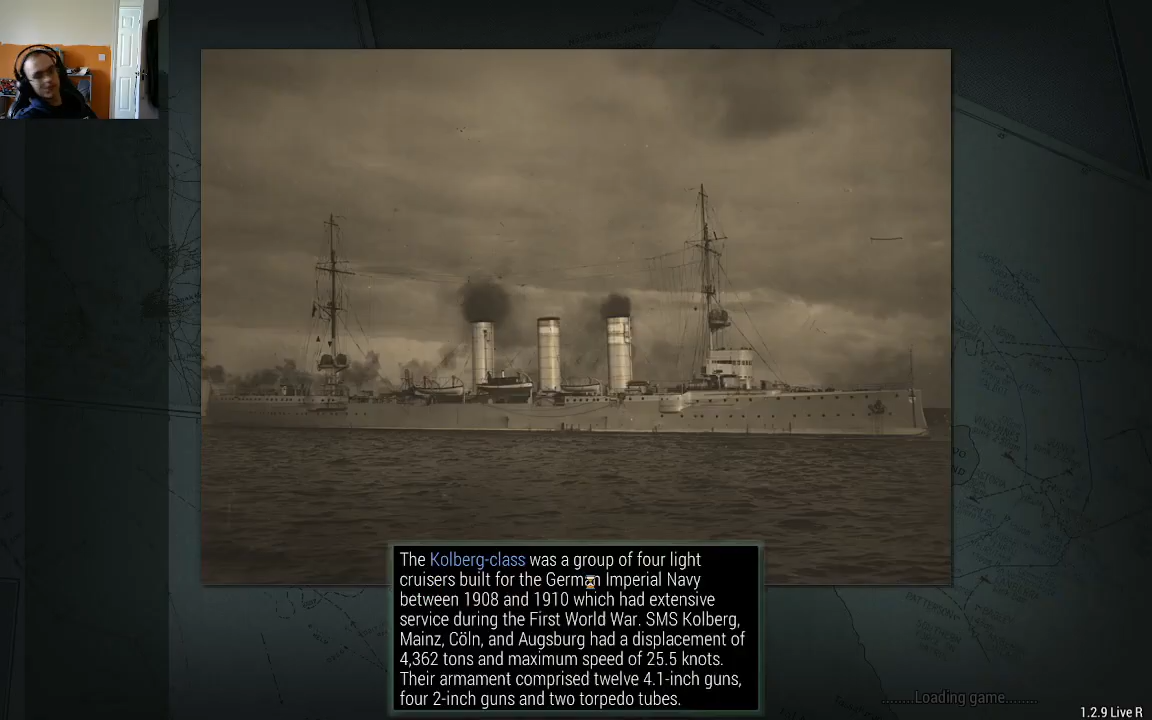 The Kolberg-class was a group of four light
cruisers built for the German Imperial Navy
between 1908 and 1910 which had extensive
service during the First World War. SMS Kolberg,
Mainz, Cöln, and Augsburg had a displacement of
4,362 tons and maximum speed of 25.5 knots.
Their armament comprised twelve 4.1-inch guns,
four 2-inch guns and two torpedo tubes.
........Loading game........
1.2.9 Live R